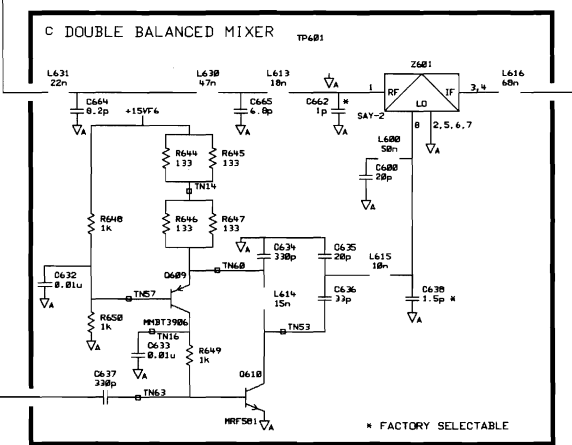 C DOUBLE BALANCED MIXER
TP601
L631
22n
L630
47n
L613
18n
A
Z601
L616
68n
1
RF
IF
LO
3,4
SAY-2
8
2,5,6,7
A
C664
8.2p
A
+15VF6
C665
6.8p
A
C662 *
1p
A
L600
50n
C600
20p
A
R644
133
R645
133
TN14
R646
133
R647
133
R648
1k
C632
0.01u
A
Q609
TN60
A
C634
330p
C635
20p
L615
10n
TN57
MMBT3906
L614
15n
C636
33p
C638
1.5p *
A
R650
1k
A
TN16
C633
0.01u
A
R649
1k
TN53
C637
330p
TN63
Q610
MRF581
A
* FACTORY SELECTABLE